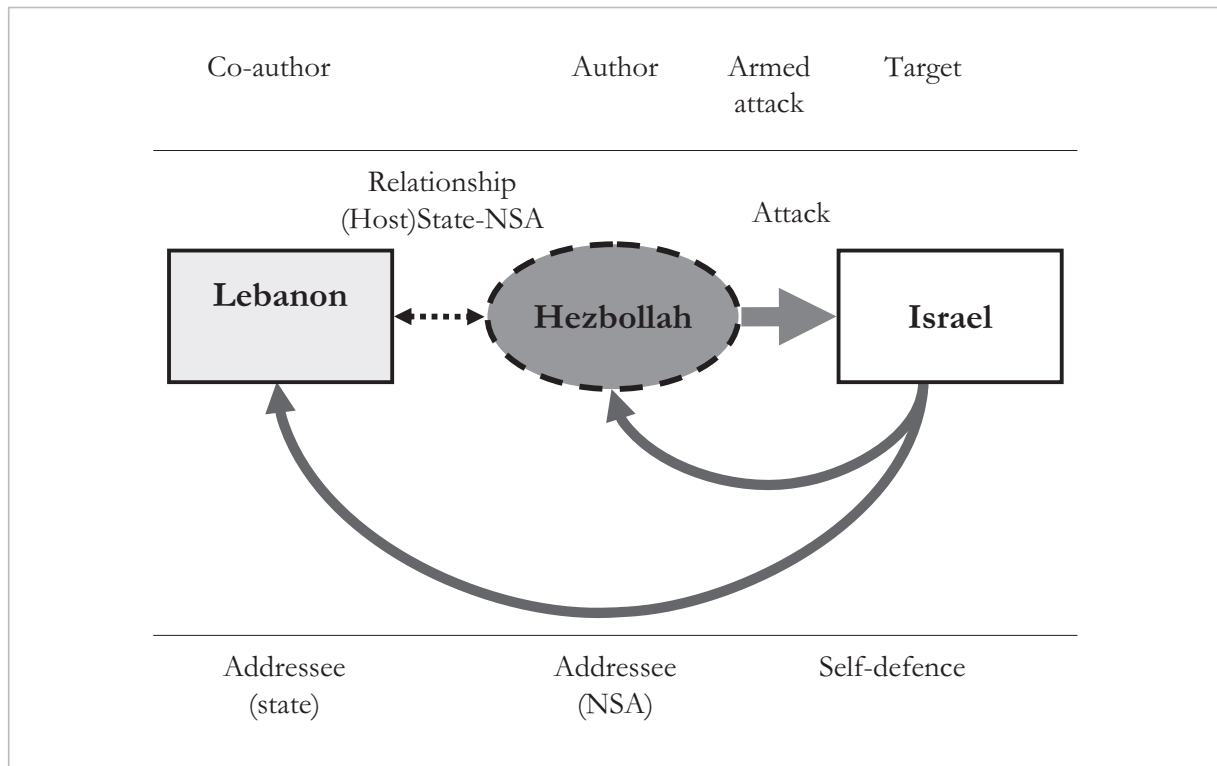 Co-author
Author
Armed
attack
Target
Relationship
(Host)State-NSA
Attack
Lebanon
Hezbollah
Israel
Addressee
(state)
Addressee
(NSA)
Self-defence